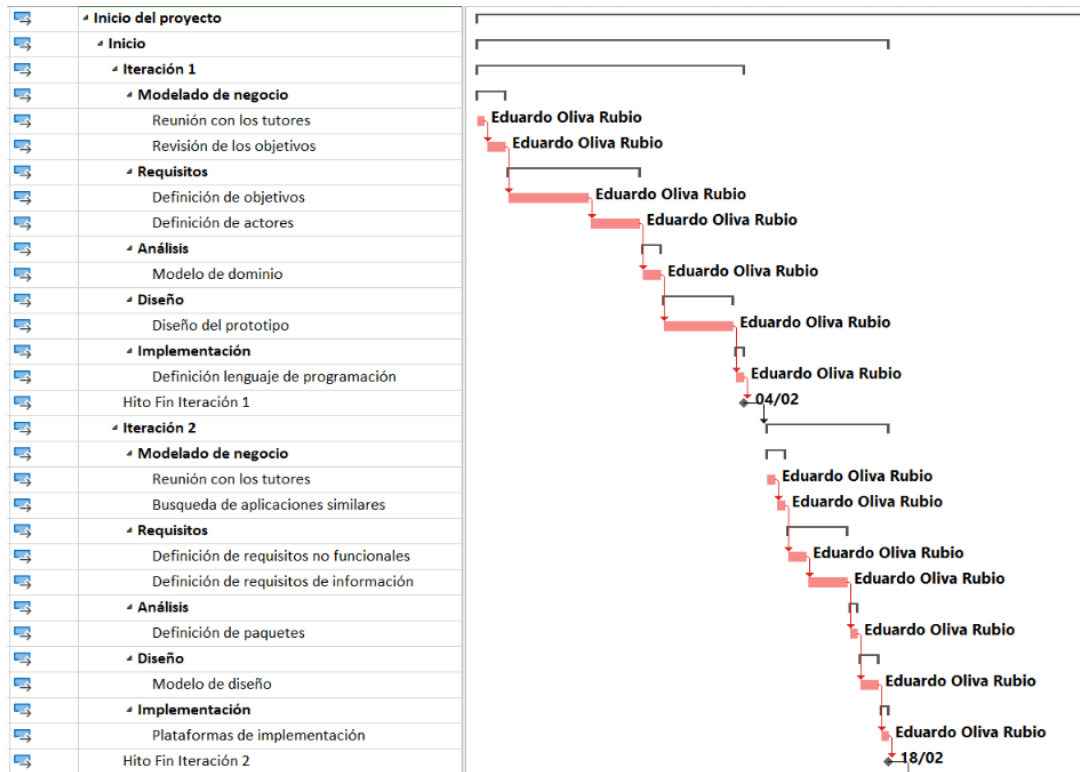 Inicio del proyecto
Inicio
Iteración 1
Modelado de negocio
Reunión con los tutores Eduardo Oliva Rubio
Revisión de los objetivos Eduardo Oliva Rubio
Requisitos
Definición de objetivos Eduardo Oliva Rubio
Definición de actores Eduardo Oliva Rubio
Análisis
Modelo de dominio Eduardo Oliva Rubio
Diseño
Diseño del prototipo Eduardo Oliva Rubio
Implementación
Definición lenguaje de programación Eduardo Oliva Rubio
Hito Fin Iteración 1 04/02
Iteración 2
Modelado de negocio
Reunión con los tutores Eduardo Oliva Rubio
Busqueda de aplicaciones similares Eduardo Oliva Rubio
Requisitos
Definición de requisitos no funcionales Eduardo Oliva Rubio
Definición de requisitos de información Eduardo Oliva Rubio
Análisis
Definición de paquetes Eduardo Oliva Rubio
Diseño
Modelo de diseño Eduardo Oliva Rubio
Implementación
Plataformas de implementación Eduardo Oliva Rubio
Hito Fin Iteración 2 18/02